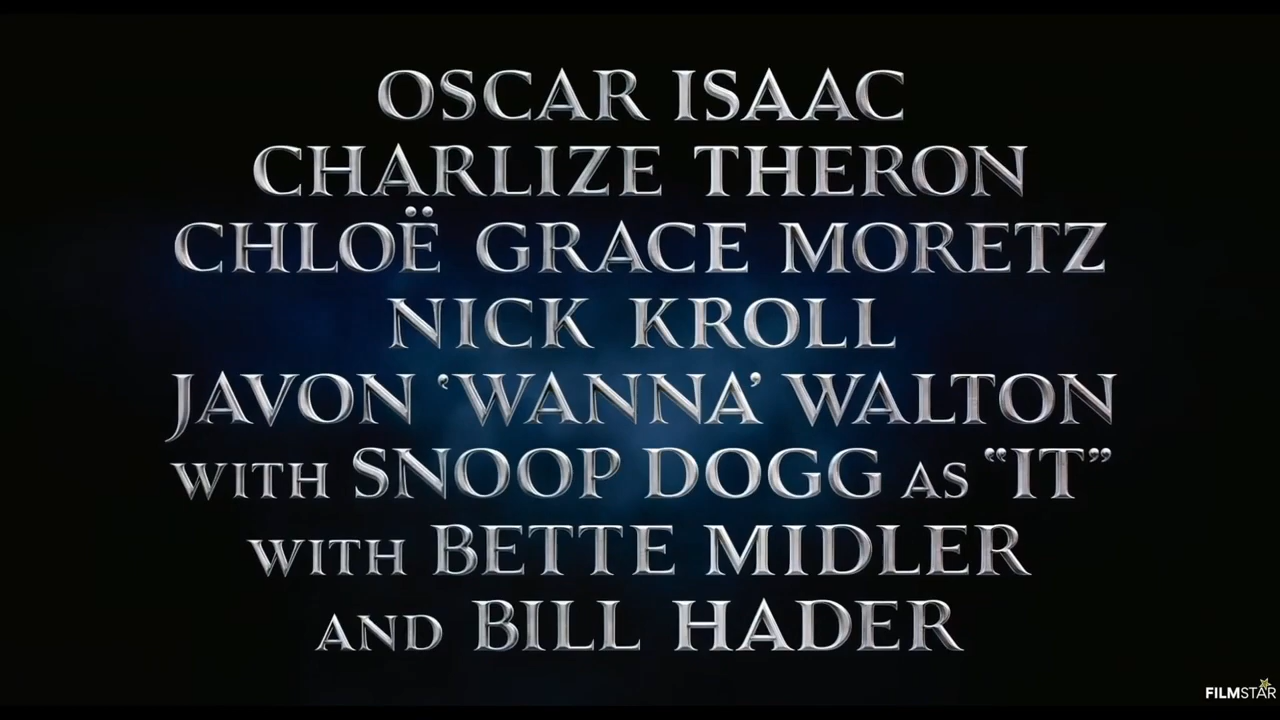 OSCAR ISAAC
CHARLIZE THERON
CHLOË GRACE MORETZ
NICK KROLL
JAVON ‘WANNA’ WALTON
WITH SNOOP DOGG AS “IT”
WITH BETTE MIDLER
AND BILL HADER
FILMSTAR